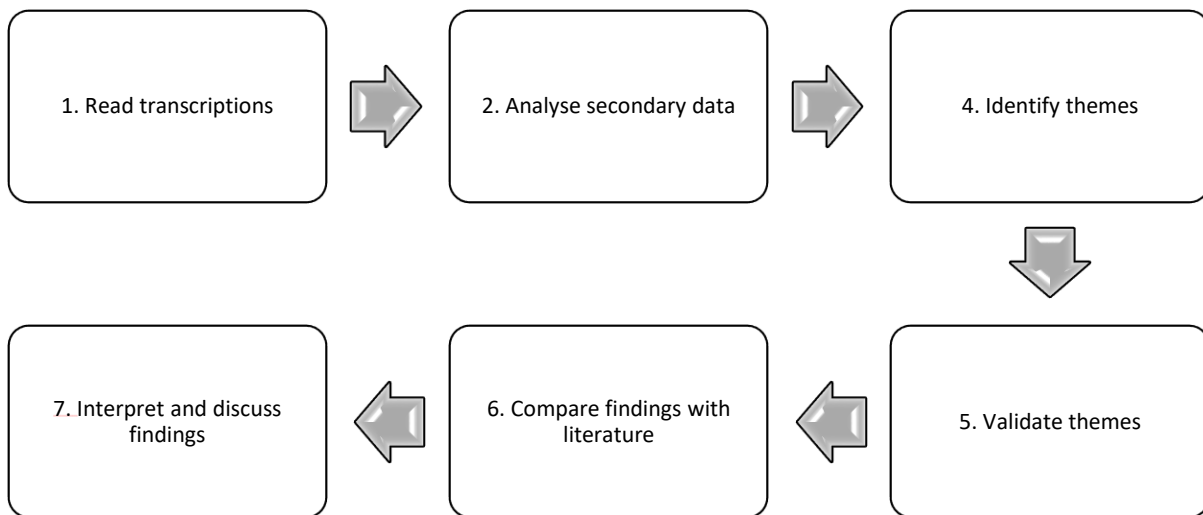 1. Read transcriptions
2. Analyse secondary data
4. Identify themes
5. Validate themes
6. Compare findings with
literature
7. Interpret and discuss
findings